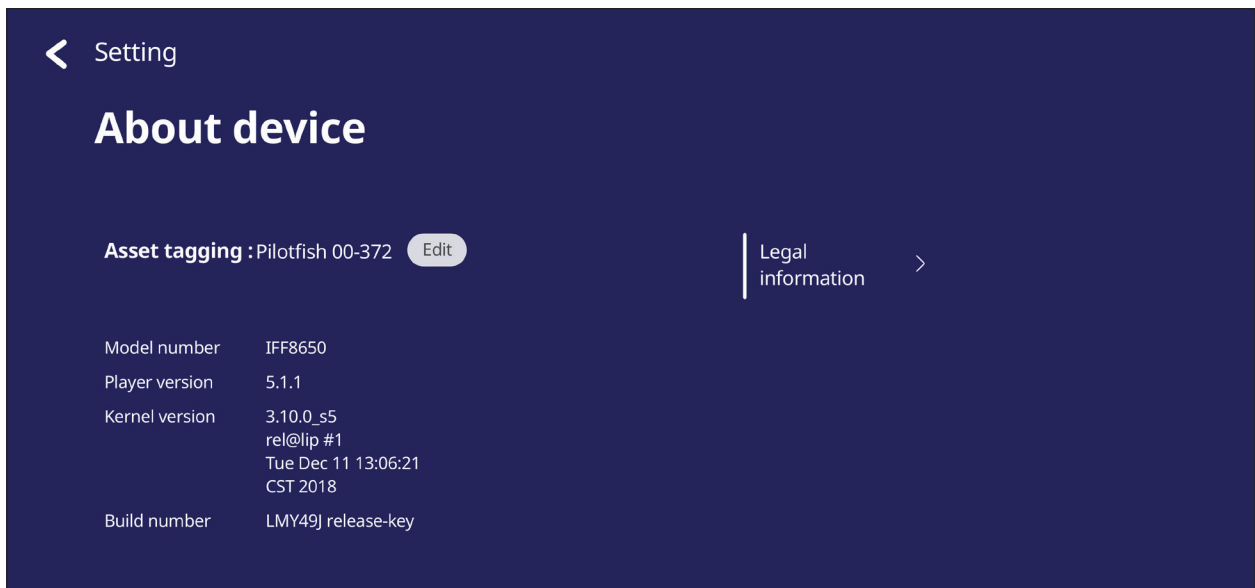 Setting
About device
Asset tagging : Pilotfish 00-372 Edit
Legal
information
Model number IFF8650
Player version 5.1.1
Kernel version 3.10.0_s5
rel@lip #1
Tue Dec 11 13:06:21
CST 2018
Build number LMY49J release-key